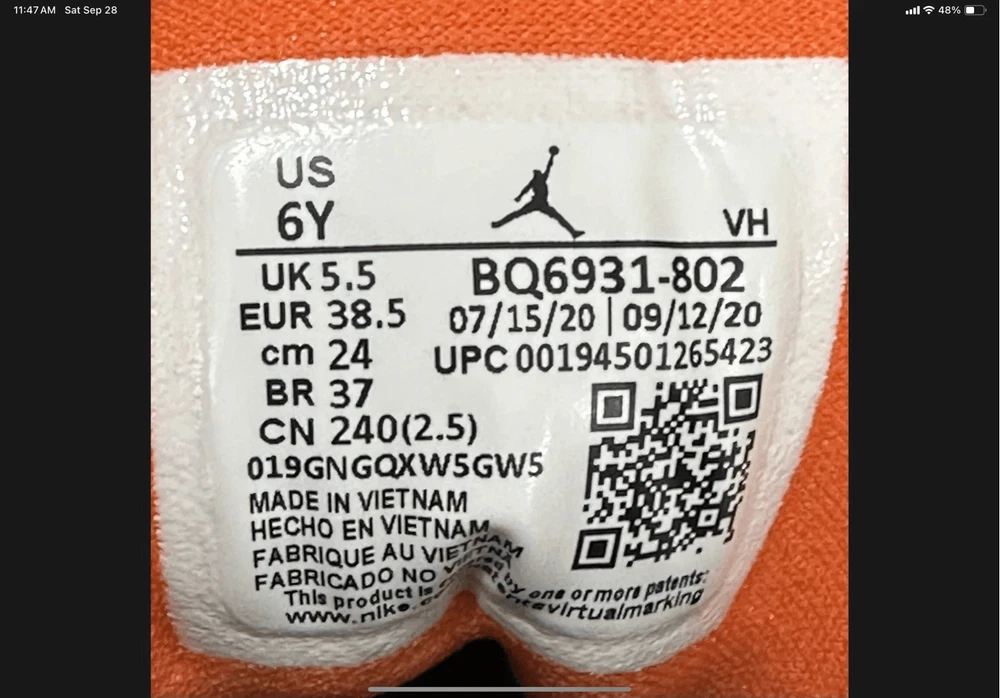 11:47 AM Sat Sep 28
48%
US
6Y
VH
UK 5.5
BQ6931-802
EUR 38.5
07/15/20 | 09/12/20
cm 24
UPC 00194501265423
BR 37
CN 240(2.5)
019GNGQXW5GW5
MADE IN VIETNAM
HECHO EN VIETNAM
FABRIQUE AU VIETNAM
FABRICADO NO
This product is by one or more patents:
www.nike.